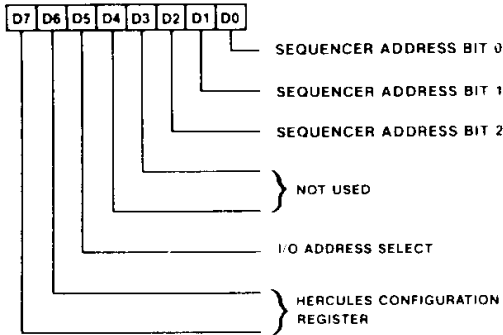 D7 D6 D5 D4 D3 D2 D1 D0
SEQUENCER ADDRESS BIT 0
SEQUENCER ADDRESS BIT 1
SEQUENCER ADDRESS BIT 2
NOT USED
I/O ADDRESS SELECT
HERCULES CONFIGURATION
REGISTER